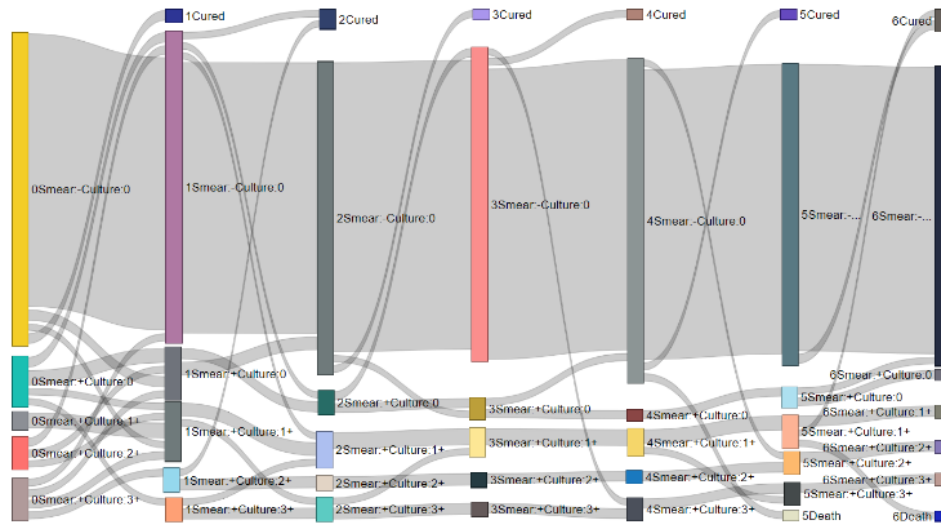 1Cured
2Cured
3Cured
4Cured
5Cured
6Cured
0Smear:-Culture:0
1Smear:-Culture:0
2Smear:-Culture:0
3Smear:-Culture:0
4Smear:-Culture:0
5Smear:-...
6Smear:-...
0Smear:+Culture:0
1Smear:+Culture:0
2Smear:+Culture:0
3Smear:+Culture:0
4Smear:+Culture:0
5Smear:+Culture:0
6Smear:+Culture:0
0Smear:+Culture:1+
1Smear:+Culture:1+
2Smear:+Culture:1+
3Smear:+Culture:1+
4Smear:+Culture:1+
5Smear:+Culture:1+
6Smear:+Culture:1+
0Smear:+Culture:2+
1Smear:+Culture:2+
2Smear:+Culture:2+
3Smear:+Culture:2+
4Smear:+Culture:2+
5Smear:+Culture:2+
6Smear:+Culture:2+
0Smear:+Culture:3+
1Smear:+Culture:3+
2Smear:+Culture:3+
3Smear:+Culture:3+
4Smear:+Culture:3+
5Smear:+Culture:3+
6Smear:+Culture:3+
5Death
6Death